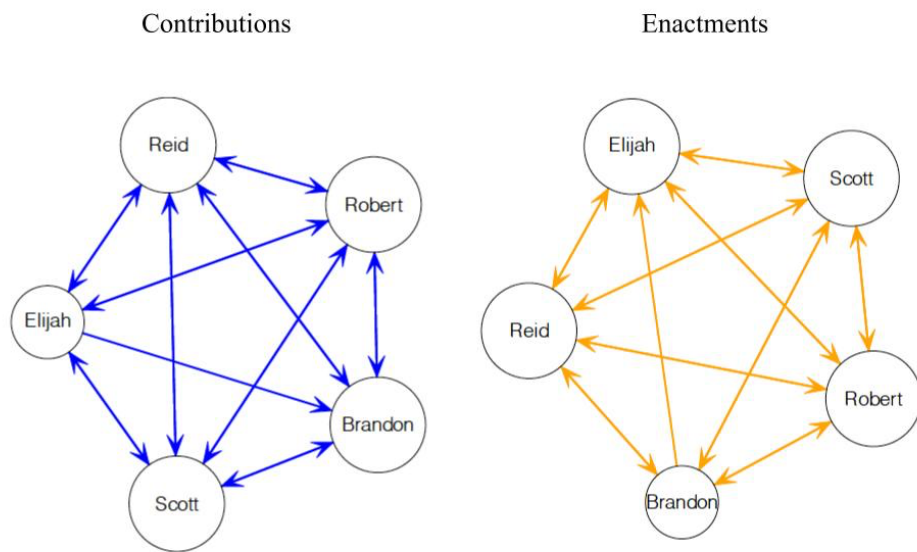 Contributions
Enactments
Reid
Robert
Elijah
Brandon
Scott
Elijah
Scott
Reid
Robert
Brandon